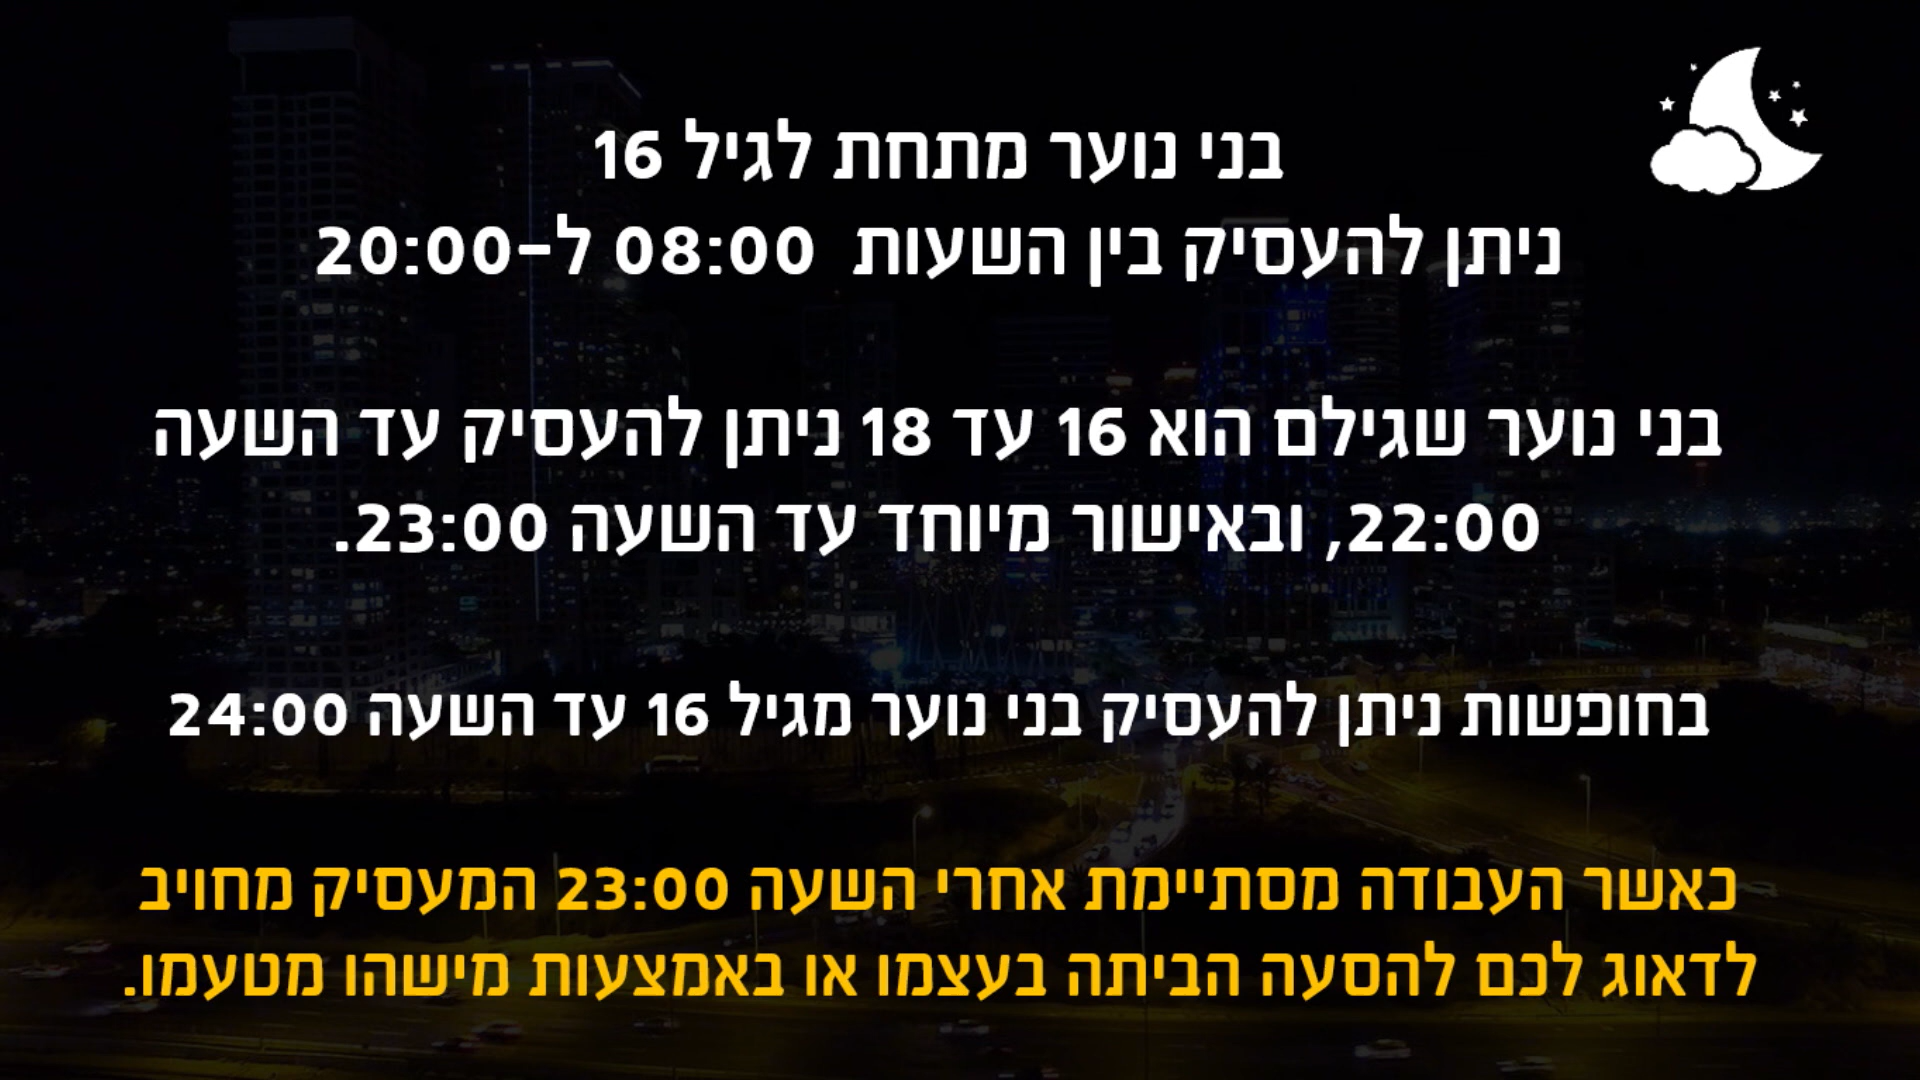 בני נוער מתחת לגיל 16
ניתן להעסיק בין השעות 08:00 ל-20:00
בני נוער שגילם הוא 16 עד 18 ניתן להעסיק עד השעה
22:00, ובאישור מיוחד עד השעה 23:00.
בחופשות ניתן להעסיק בני נוער מגיל 16 עד השעה 24:00
כאשר העבודה מסתיימת אחרי השעה 23:00 המעסיק מחויב
לדאוג לכם להסעה הביתה בעצמו או באמצעות מישהו מטעמו.